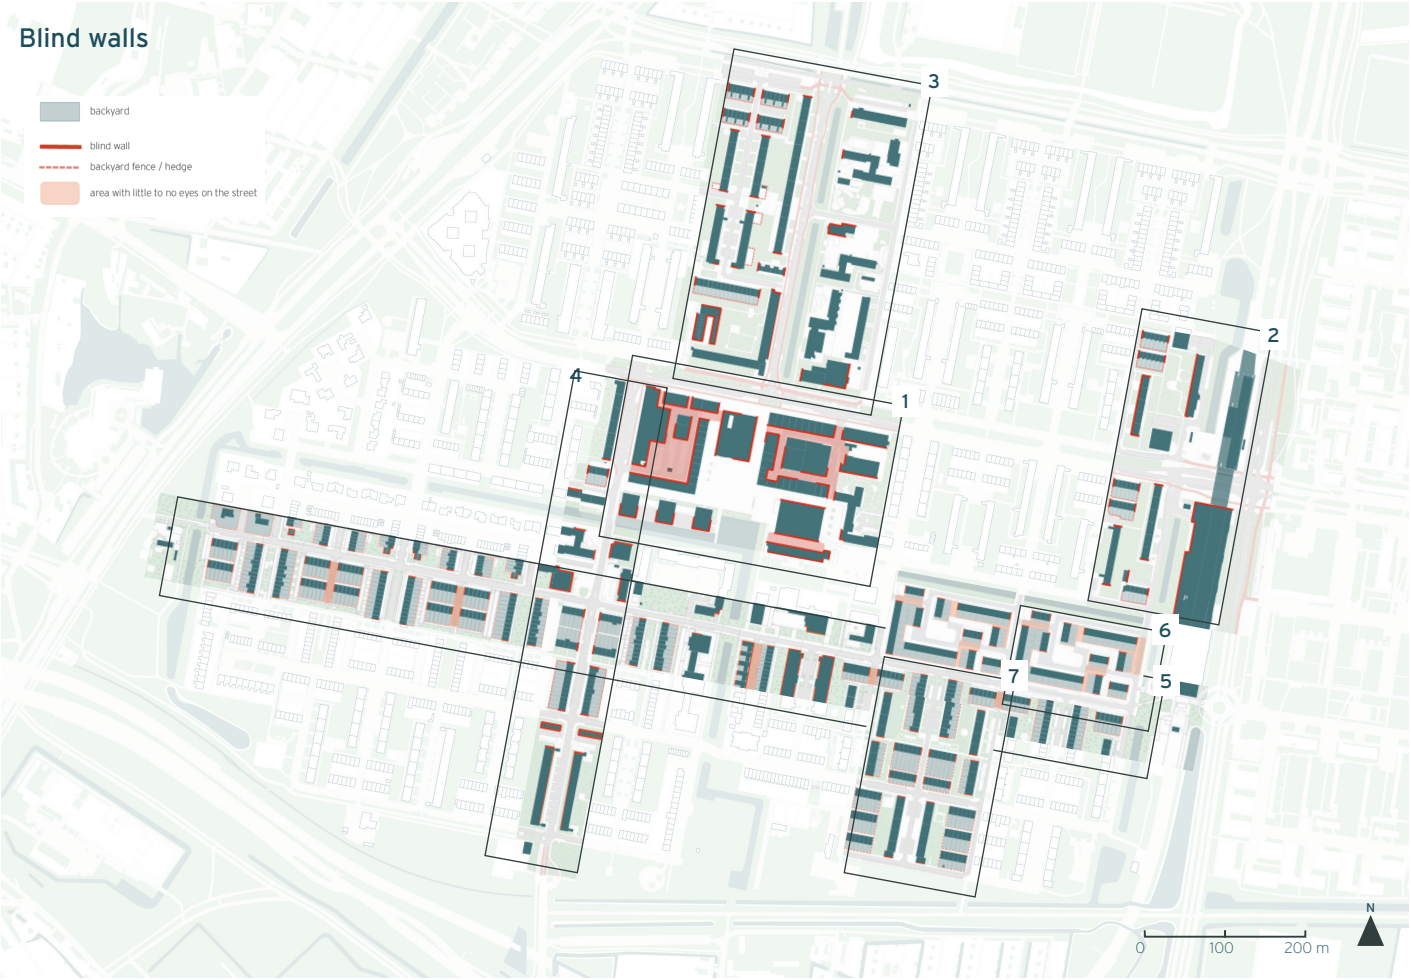 Blind walls
backyard
blind wall
backyard fence / hedge
area with little to no eyes on the street
3
2
4
1
6
7
5
P
N
0 100 200 m